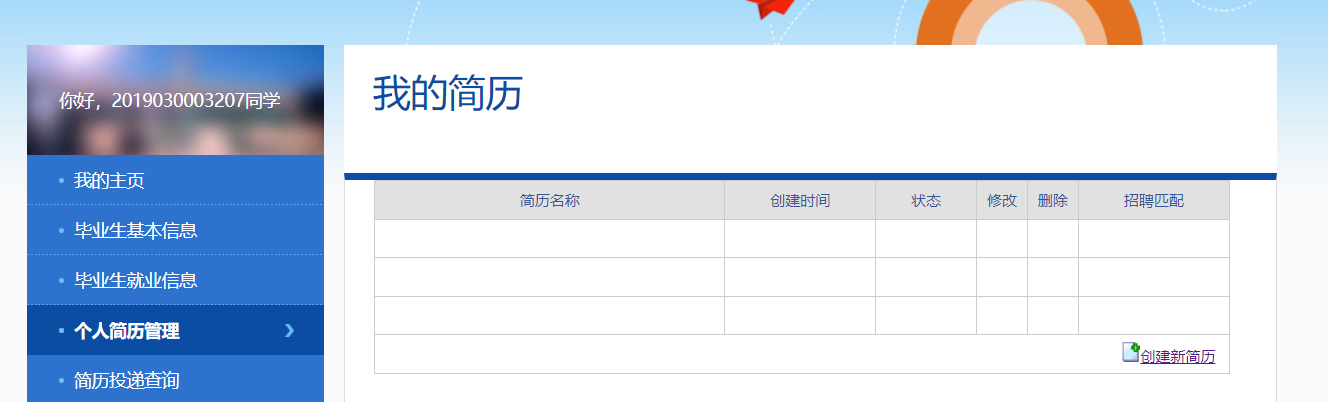 你好，2019030003207同学
我的主页
毕业生基本信息
毕业生就业信息
个人简历管理
简历投递查询
我的简历
简历名称 创建时间 状态 修改 删除 招聘匹配
创建新简历